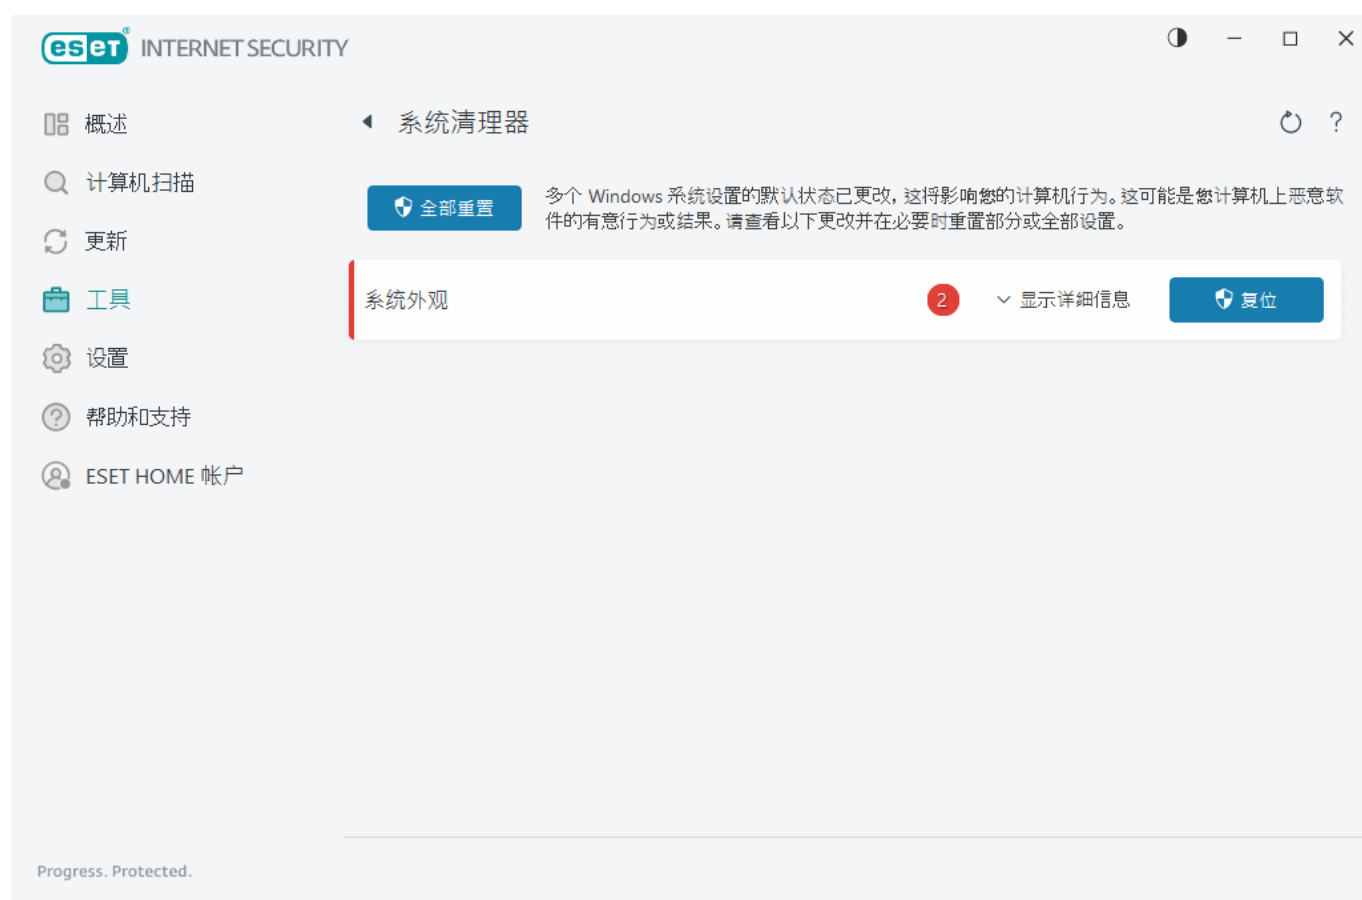 eset® INTERNET SECURITY
概述
计算机扫描
更新
工具
设置
帮助和支持
ESET HOME 帐户
系统清理器
?
全部重置
多个 Windows 系统设置的默认状态已更改, 这将影响您的计算机行为。这可能是您计算机上恶意软
件的有意行为或结果。请查看以下更改并在必要时重置部分或全部设置。
系统外观
2
显示详细信息
复位
Progress. Protected.